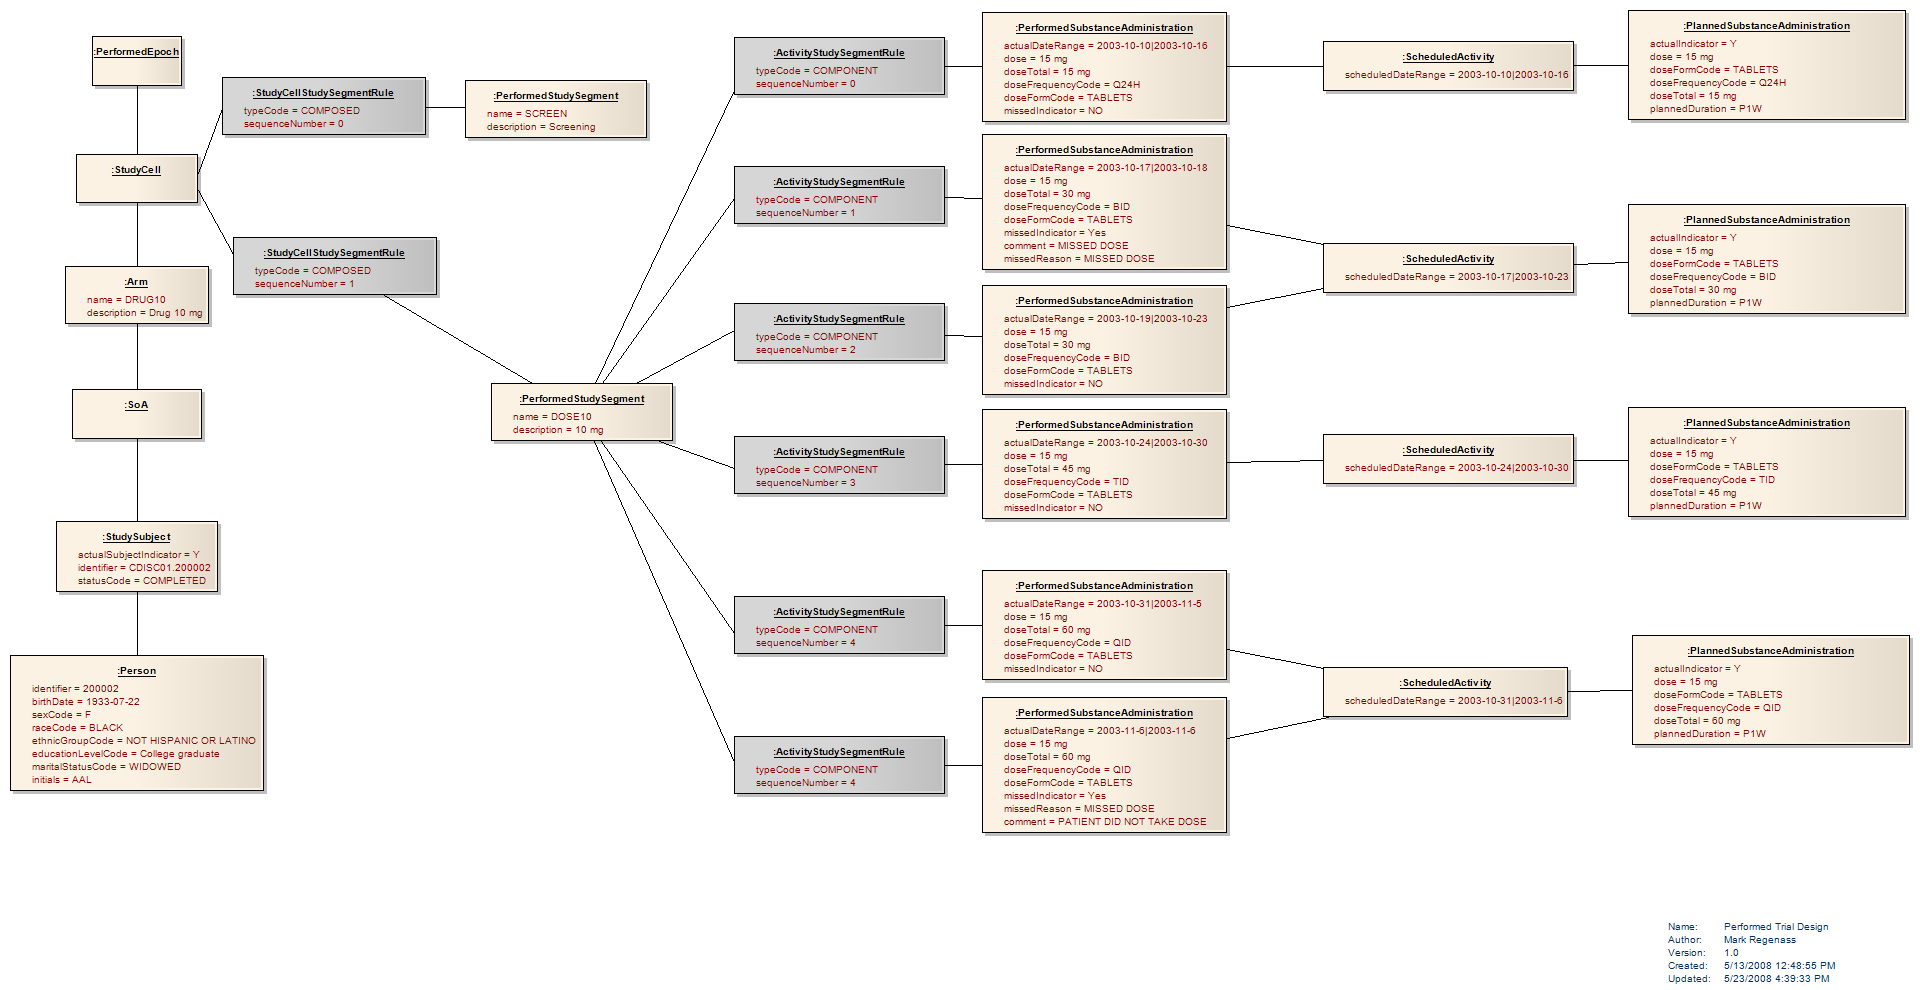 :PerformedEpoch
:StudyCell
:Arm
name = DRUG10
description = Drug 10 mg
:SoA
:StudySubject
actualSubjectIndicator = Y
identifier = CDISC01.200002
statusCode = COMPLETED
:Person
identifier = 200002
birthDate = 1933-07-22
sexCode = F
raceCode = BLACK
ethnicGroupCode = NOT HISPANIC OR LATINO
educationLevelCode = College graduate
maritalStatusCode = WIDOWED
initials = AAL
:StudyCellStudySegmentRule
typeCode = COMPOSED
sequenceNumber = 0
:PerformedStudySegment
name = SCREEN
description = Screening
:StudyCellStudySegmentRule
typeCode = COMPOSED
sequenceNumber = 1
:PerformedStudySegment
name = DOSE10
description = 10 mg
:ActivityStudySegmentRule
typeCode = COMPONENT
sequenceNumber = 0
:ActivityStudySegmentRule
typeCode = COMPONENT
sequenceNumber = 1
:ActivityStudySegmentRule
typeCode = COMPONENT
sequenceNumber = 2
:ActivityStudySegmentRule
typeCode = COMPONENT
sequenceNumber = 3
:ActivityStudySegmentRule
typeCode = COMPONENT
sequenceNumber = 4
:ActivityStudySegmentRule
typeCode = COMPONENT
sequenceNumber = 4
:PerformedSubstanceAdministration
actualDateRange = 2003-10-10|2003-10-16
dose = 15 mg
doseTotal = 15 mg
doseFrequencyCode = Q24H
doseFormCode = TABLETS
missedIndicator = NO
:PerformedSubstanceAdministration
actualDateRange = 2003-10-17|2003-10-18
dose = 15 mg
doseTotal = 30 mg
doseFrequencyCode = BID
doseFormCode = TABLETS
missedIndicator = Yes
comment = MISSED DOSE
missedReason = MISSED DOSE
:PerformedSubstanceAdministration
actualDateRange = 2003-10-19|2003-10-23
dose = 15 mg
doseTotal = 30 mg
doseFrequencyCode = BID
doseFormCode = TABLETS
missedIndicator = NO
:PerformedSubstanceAdministration
actualDateRange = 2003-10-24|2003-10-30
dose = 15 mg
doseTotal = 45 mg
doseFrequencyCode = TID
doseFormCode = TABLETS
missedIndicator = NO
:PerformedSubstanceAdministration
actualDateRange = 2003-10-31|2003-11-5
dose = 15 mg
doseTotal = 60 mg
doseFrequencyCode = QID
doseFormCode = TABLETS
missedIndicator = NO
:PerformedSubstanceAdministration
actualDateRange = 2003-11-6|2003-11-6
dose = 15 mg
doseTotal = 60 mg
doseFrequencyCode = QID
doseFormCode = TABLETS
missedIndicator = Yes
missedReason = MISSED DOSE
comment = PATIENT DID NOT TAKE DOSE
:ScheduledActivity
scheduledDateRange = 2003-10-10|2003-10-16
:ScheduledActivity
scheduledDateRange = 2003-10-17|2003-10-23
:ScheduledActivity
scheduledDateRange = 2003-10-24|2003-10-30
:ScheduledActivity
scheduledDateRange = 2003-10-31|2003-11-6
:PlannedSubstanceAdministration
actualIndicator = Y
dose = 15 mg
doseFormCode = TABLETS
doseFrequencyCode = Q24H
doseTotal = 15 mg
plannedDuration = P1W
:PlannedSubstanceAdministration
actualIndicator = Y
dose = 15 mg
doseFormCode = TABLETS
doseFrequencyCode = BID
doseTotal = 30 mg
plannedDuration = P1W
:PlannedSubstanceAdministration
actualIndicator = Y
dose = 15 mg
doseFormCode = TABLETS
doseFrequencyCode = TID
doseTotal = 45 mg
plannedDuration = P1W
:PlannedSubstanceAdministration
actualIndicator = Y
dose = 15 mg
doseFormCode = TABLETS
doseFrequencyCode = QID
doseTotal = 60 mg
plannedDuration = P1W
Name: Performed Trial Design
Author: Mark Regenass
Version: 1.0
Created: 5/13/2008 12:48:55 PM
Updated: 5/23/2008 4:39:33 PM